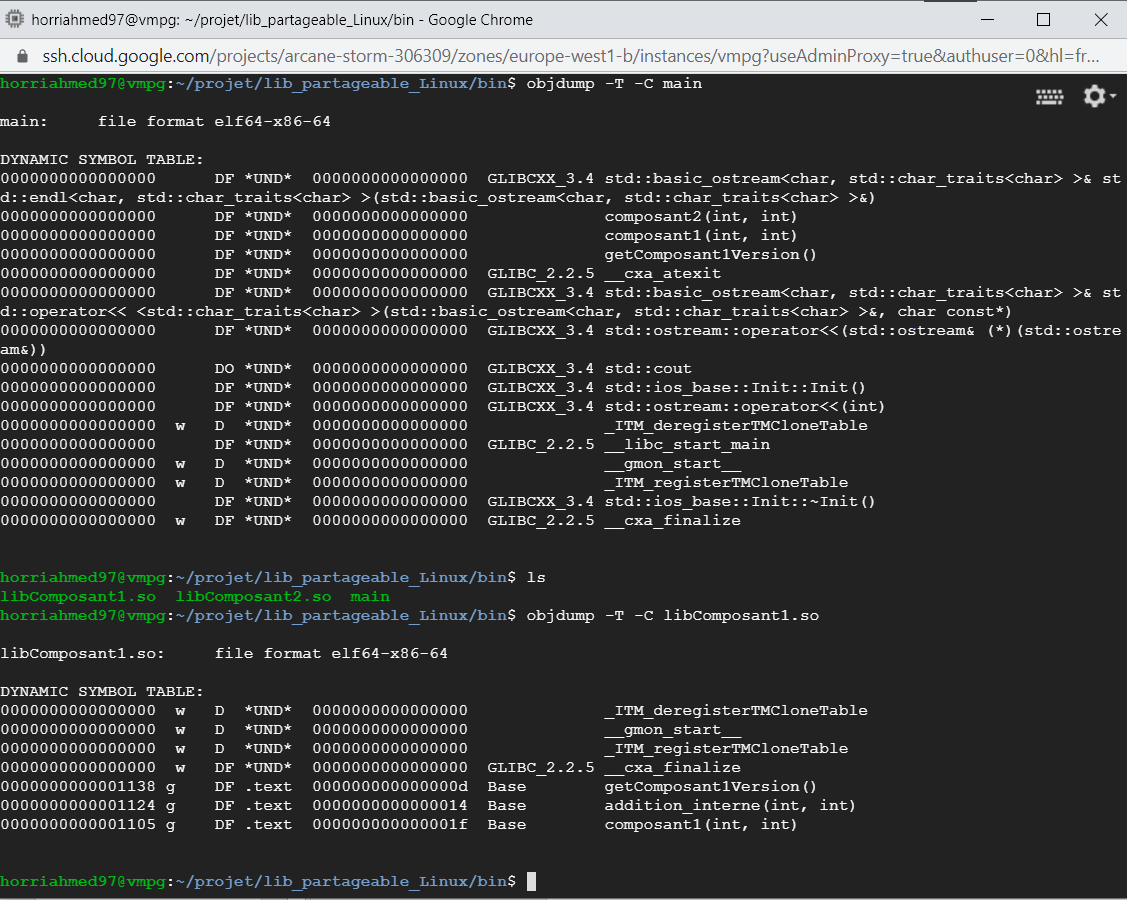 horriahmed97@vmpg: ~/projet/lib_partageable_Linux/bin - Google Chrome
ssh.cloud.google.com/projects/arcane-storm-306309/zones/europe-west1-b/instances/vmpg?useAdminProxy=true&authuser=0&hl=fr...
horriahmed97@vmpg:~/projet/lib_partageable_Linux/bin$ objdump -T -C main
main:     file format elf64-x86-64
DYNAMIC SYMBOL TABLE:
0000000000000000      DF *UND*  0000000000000000  GLIBCXX_3.4 std::basic_ostream<char, std::char_traits<char> >& st
d::endl<char, std::char_traits<char> >(std::basic_ostream<char, std::char_traits<char> >&)
0000000000000000      DF *UND*  0000000000000000              composant2(int, int)
0000000000000000      DF *UND*  0000000000000000              composant1(int, int)
0000000000000000      DF *UND*  0000000000000000              getComposant1Version()
0000000000000000      DF *UND*  0000000000000000  GLIBC_2.2.5 __cxa_atexit
0000000000000000      DF *UND*  0000000000000000  GLIBCXX_3.4 std::basic_ostream<char, std::char_traits<char> >& st
d::operator<< <std::char_traits<char> >(std::basic_ostream<char, std::char_traits<char> >&, char const*)
0000000000000000      DF *UND*  0000000000000000  GLIBCXX_3.4 std::ostream::operator<<(std::ostream& (*)(std::ostre
am&))
0000000000000000      DO *UND*  0000000000000000  GLIBCXX_3.4 std::cout
0000000000000000      DF *UND*  0000000000000000  GLIBCXX_3.4 std::ios_base::Init::Init()
0000000000000000      DF *UND*  0000000000000000  GLIBCXX_3.4 std::ostream::operator<<(int)
0000000000000000  w   D  *UND*  0000000000000000              _ITM_deregisterTMCloneTable
0000000000000000      DF *UND*  0000000000000000  GLIBC_2.2.5 __libc_start_main
0000000000000000  w   D  *UND*  0000000000000000              __gmon_start__
0000000000000000  w   D  *UND*  0000000000000000              _ITM_registerTMCloneTable
0000000000000000      DF *UND*  0000000000000000  GLIBCXX_3.4 std::ios_base::Init::~Init()
0000000000000000  w   DF *UND*  0000000000000000  GLIBC_2.2.5 __cxa_finalize
horriahmed97@vmpg:~/projet/lib_partageable_Linux/bin$ ls
libComposant1.so  libComposant2.so  main
horriahmed97@vmpg:~/projet/lib_partageable_Linux/bin$ objdump -T -C libComposant1.so
libComposant1.so:     file format elf64-x86-64
DYNAMIC SYMBOL TABLE:
0000000000000000  w   D  *UND*  0000000000000000              _ITM_deregisterTMCloneTable
0000000000000000  w   D  *UND*  0000000000000000              __gmon_start__
0000000000000000  w   D  *UND*  0000000000000000              _ITM_registerTMCloneTable
0000000000000000  w   DF *UND*  0000000000000000  GLIBC_2.2.5 __cxa_finalize
0000000000001138 g    DF .text  000000000000000d  Base        getComposant1Version()
0000000000001124 g    DF .text  0000000000000014  Base        addition_interne(int, int)
0000000000001105 g    DF .text  000000000000001f  Base        composant1(int, int)
horriahmed97@vmpg:~/projet/lib_partageable_Linux/bin$